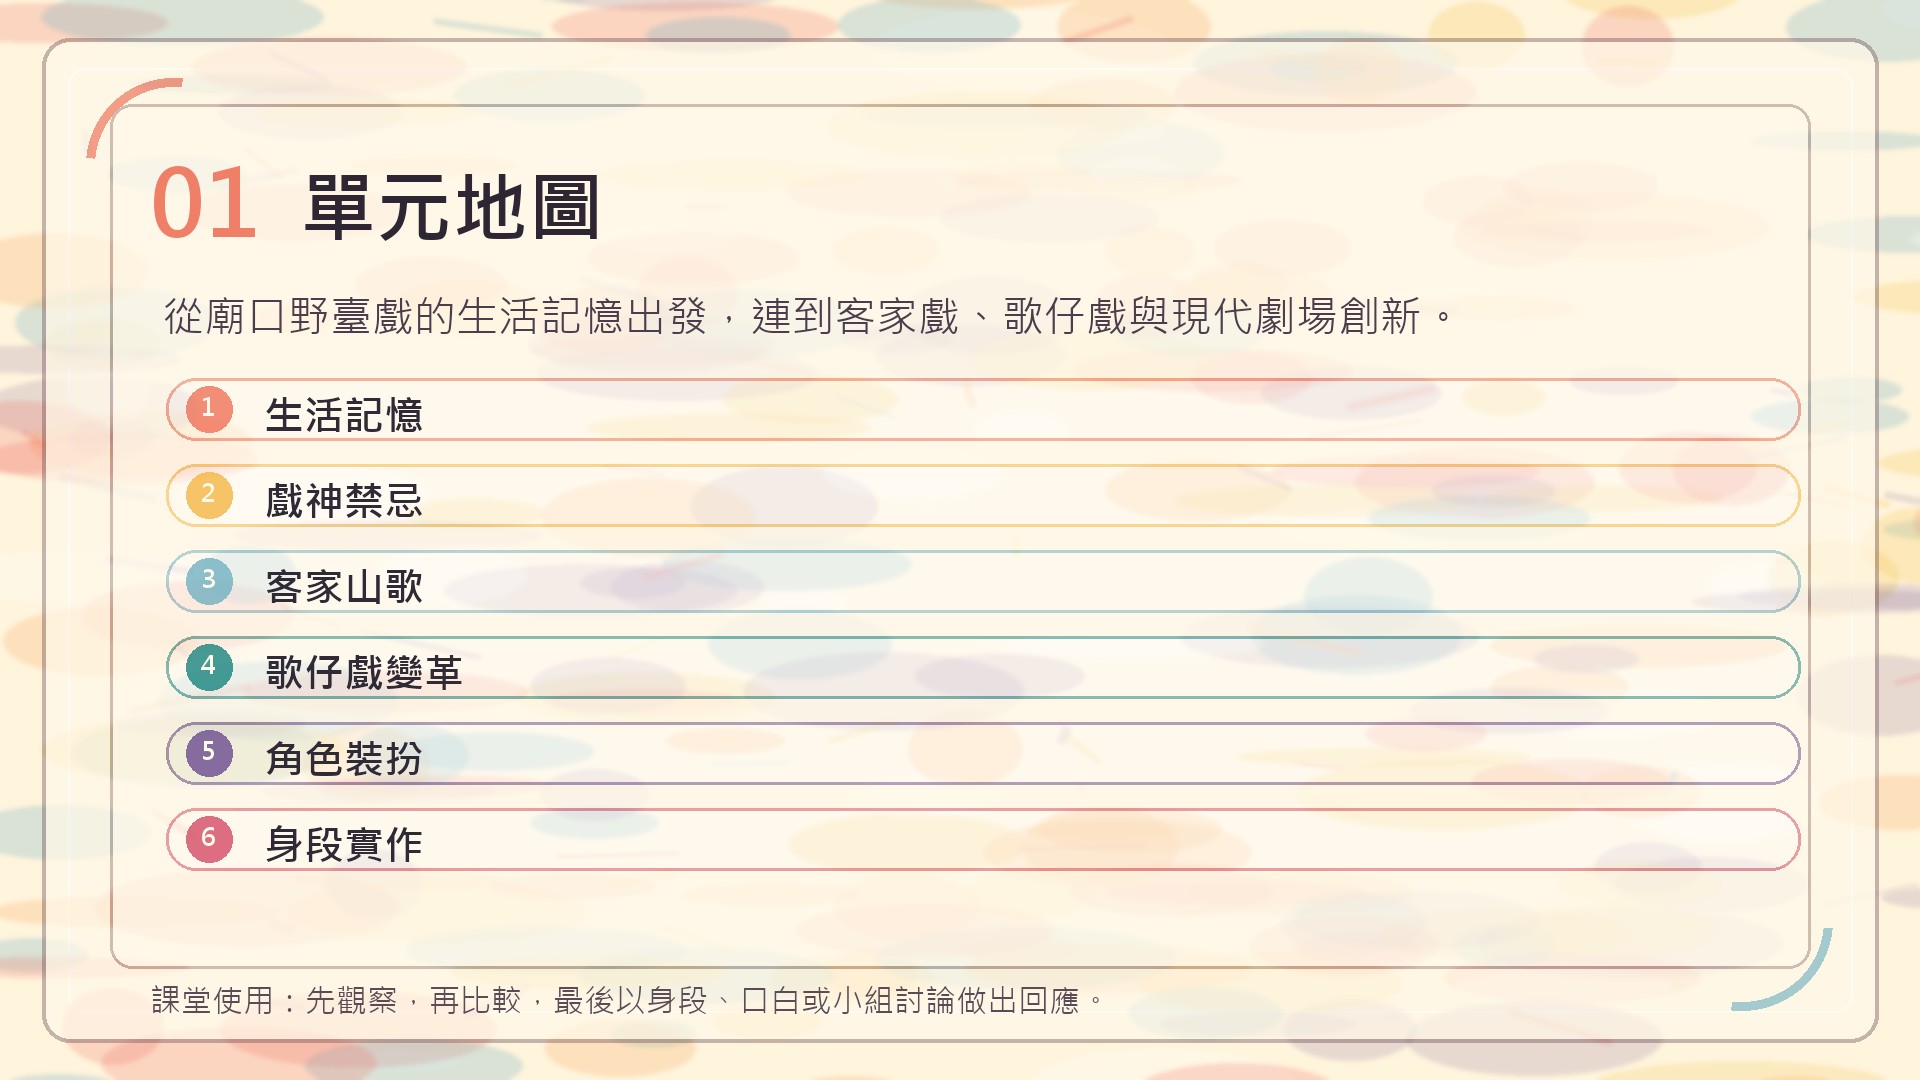 01 單元地圖
從廟口野臺戲的生活記憶出發，連到客家戲、歌仔戲與現代劇場創新。
1 生活記憶
2 戲神禁忌
3 客家山歌
4 歌仔戲變革
5 角色裝扮
6 身段實作
課堂使用：先觀察，再比較，最後以身段、口白或小組討論做出回應。